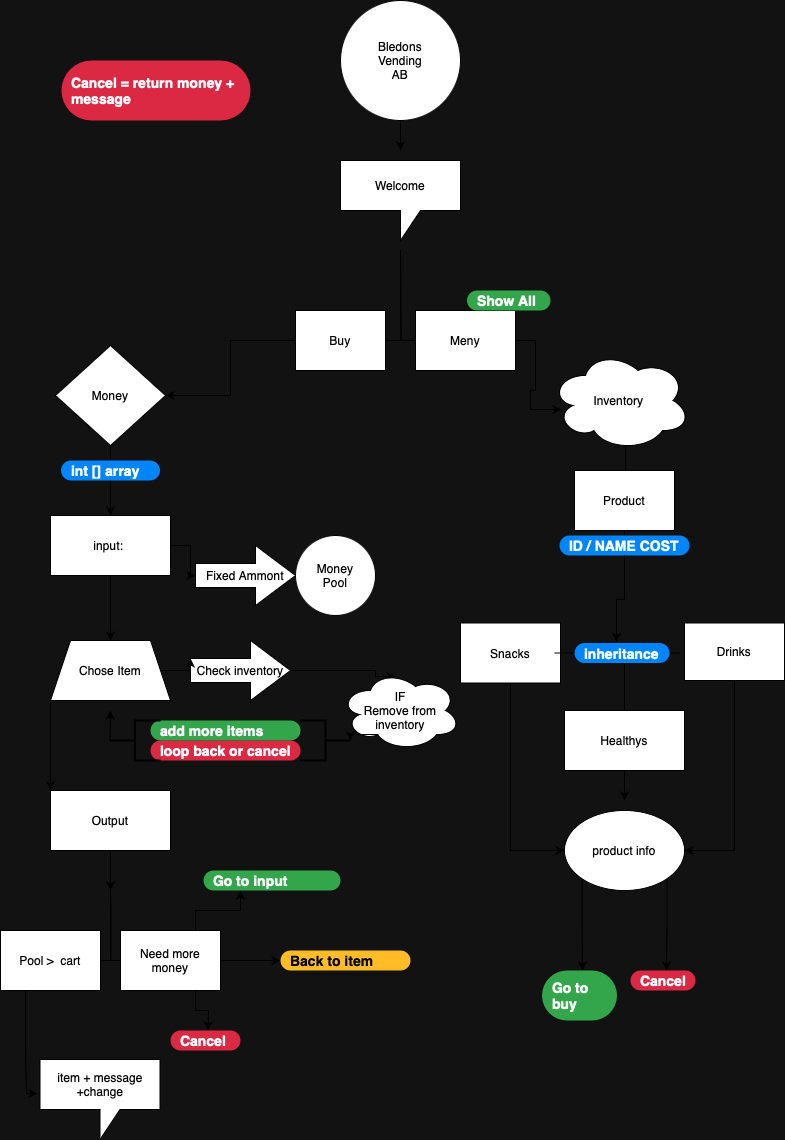 Bledons
Vending
AB
Cancel = return money +
message
Welcome
Show All
Buy
Meny
Money
Inventory
int [] array
Product
input:
ID / NAME COST
Fixed Ammont
Money
Pool
Snacks
inheritance
Drinks
Chose Item
Check inventory
IF
Remove from
inventory
add more items
loop back or cancel
Healthys
Output
product info
Go to input
Pool > cart
Need more
money
Back to item
Go to
buy
Cancel
Cancel
item + message
+change